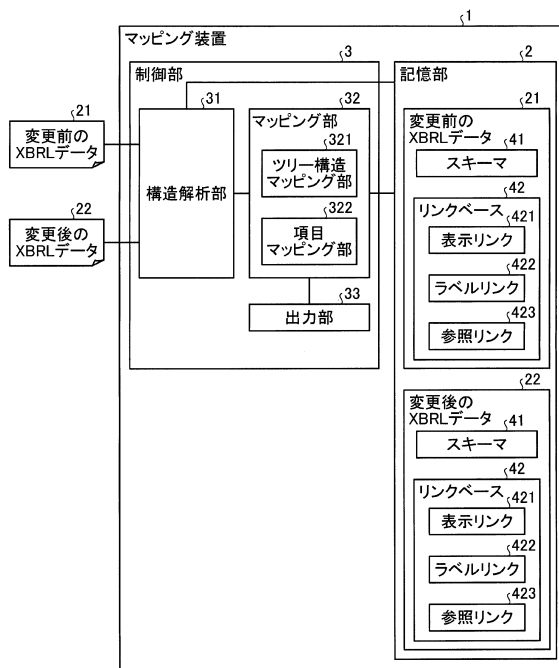 1
マッピング装置
3
制御部
31
構造解析部
32
マッピング部
321
ツリー構造
マッピング部
322
項目
マッピング部
33
出力部
21
変更前の
XBRLデータ
22
変更後の
XBRLデータ
2
記憶部
21
変更前の
XBRLデータ
41
スキーマ
42
リンクベース
421
表示リンク
422
ラベルリンク
423
参照リンク
22
変更後の
XBRLデータ
41
スキーマ
42
リンクベース
421
表示リンク
422
ラベルリンク
423
参照リンク